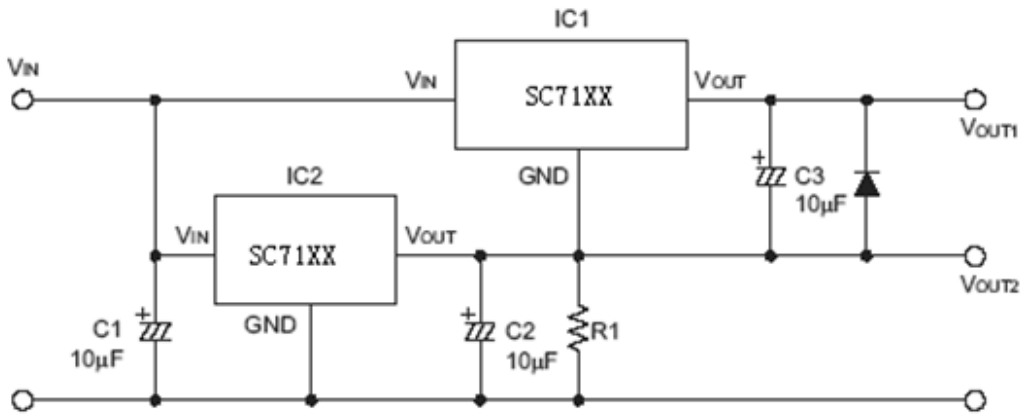 IC1
VIN
VIN
SC71XX
VOUT
VOUT1
GND
C3
10µF
+
IC2
VIN
SC71XX
VOUT
VOUT2
GND
+
C1
10µF
+
C2
10µF
R1